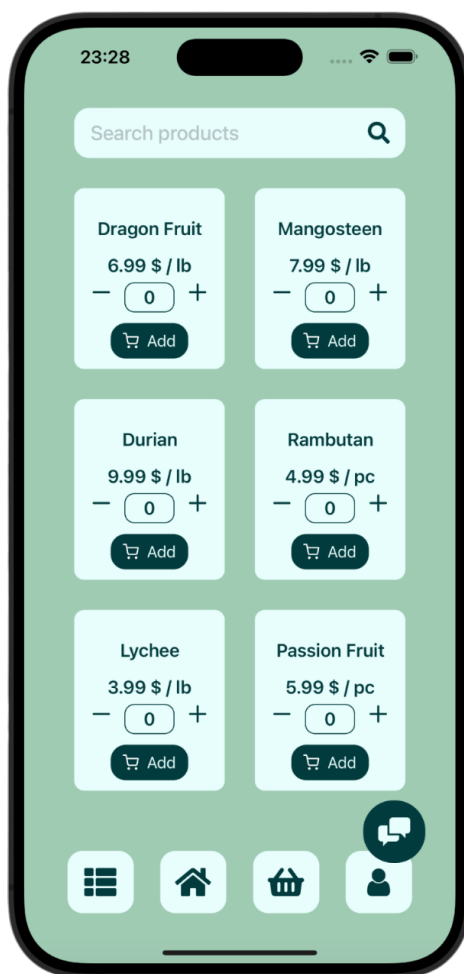 23:28
Search products
Dragon Fruit
6.99 $ / lb
0
Add
Mangosteen
7.99 $ / lb
0
Add
Durian
9.99 $ / lb
0
Add
Rambutan
4.99 $ / pc
0
Add
Lychee
3.99 $ / lb
0
Add
Passion Fruit
5.99 $ / pc
0
Add